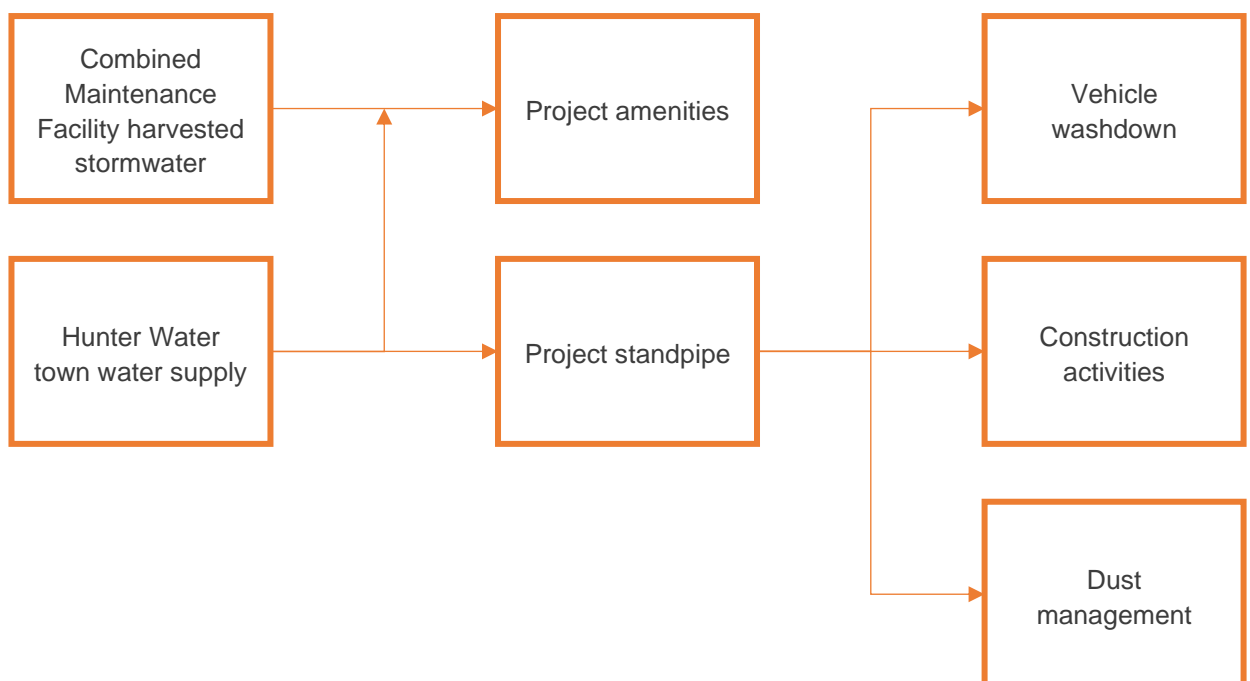 Combined
Maintenance
Facility harvested
stormwater
Project amenities
Vehicle
washdown
Hunter Water
town water supply
Project standpipe
Construction
activities
Dust
management